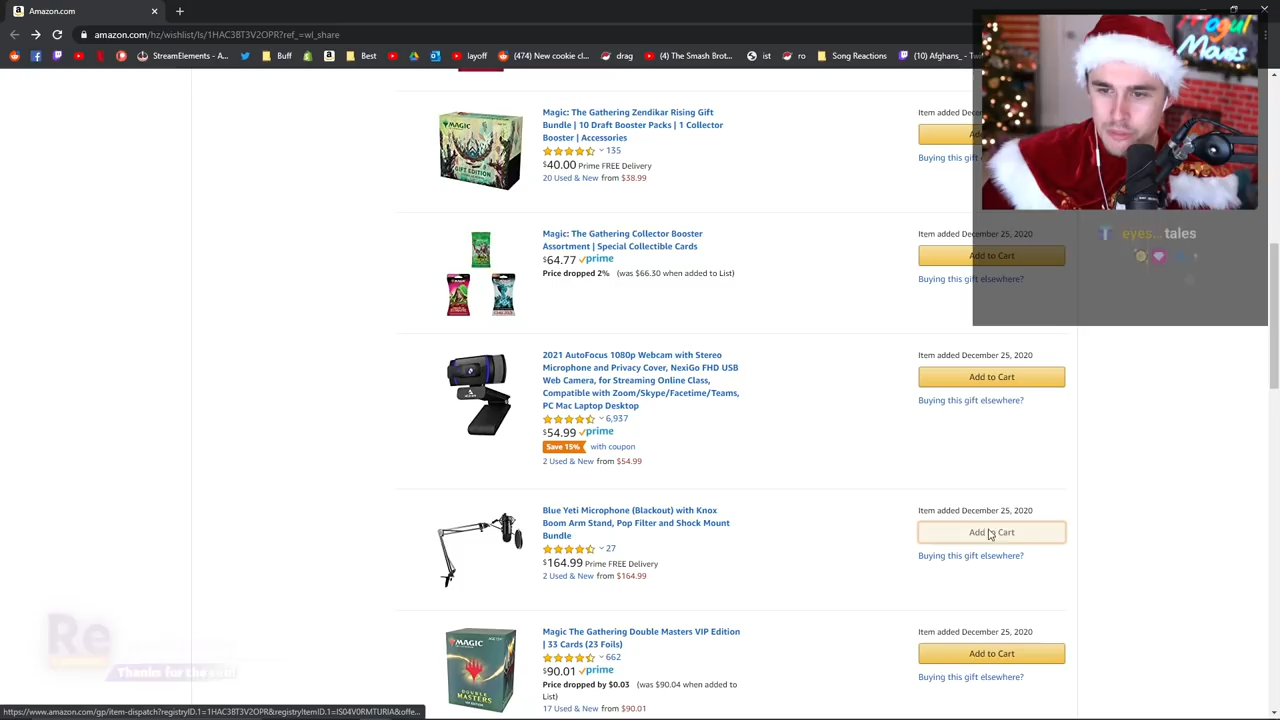 Amazon.com
amazon.com/hz/wishlist/ls/1HAC3BT3V2OPR?ref_=wl_share
StreamElements - A...
Buff
Best
layoff
(4) The Smash Brot...
Windows
New cookie cl...
drag
ist
ro
Song Reactions
(10) Afghans_ - Tw
Mogul
Moves
Magic: The Gathering Zendikar Rising Gift
Bundle | 10 Draft Booster Packs | 1 Collector
Booster | Accessories
135
$40.00 Prime FREE Delivery
20 Used & New from $38.99
Item added Decem
Ad
Buying this gift
eyes...tales
Magic: The Gathering Collector Booster
Assortment | Special Collectible Cards
$64.77 prime
Price dropped 2% (was $66.30 when added to List)
Item added December 25, 2020
Add to Cart
Buying this gift elsewhere?
2021 AutoFocus 1080p Webcam with Stereo
Microphone and Privacy Cover, NexiGo FHD USB
Web Camera, for Streaming Online Class,
Compatible with Zoom/Skype/Facetime/Teams,
PC Mac Laptop Desktop
6,937
$54.99 prime
Save 15% with coupon
2 Used & New from $54.99
Item added December 25, 2020
Add to Cart
Buying this gift elsewhere?
Blue Yeti Microphone (Blackout) with Knox
Boom Arm Stand, Pop Filter and Shock Mount
Bundle
27
$164.99 Prime FREE Delivery
2 Used & New from $164.99
Item added December 25, 2020
Add to Cart
Buying this gift elsewhere?
Re
Thanks for the sub!
Magic The Gathering Double Masters VIP Edition
| 33 Cards (23 Foils)
662
$90.01 prime
Price dropped by $0.03 (was $90.04 when added to
List)
17 Used & New from $90.01
MAGIC
DOUBLE
MASTERS
Item added December 25, 2020
Add to Cart
Buying this gift elsewhere?
https://www.amazon.com/gp/item-dispatch?registryID.1=1HAC3BT3V2OPR&registryItemID.1=IS04V0RMTURIA&offe...